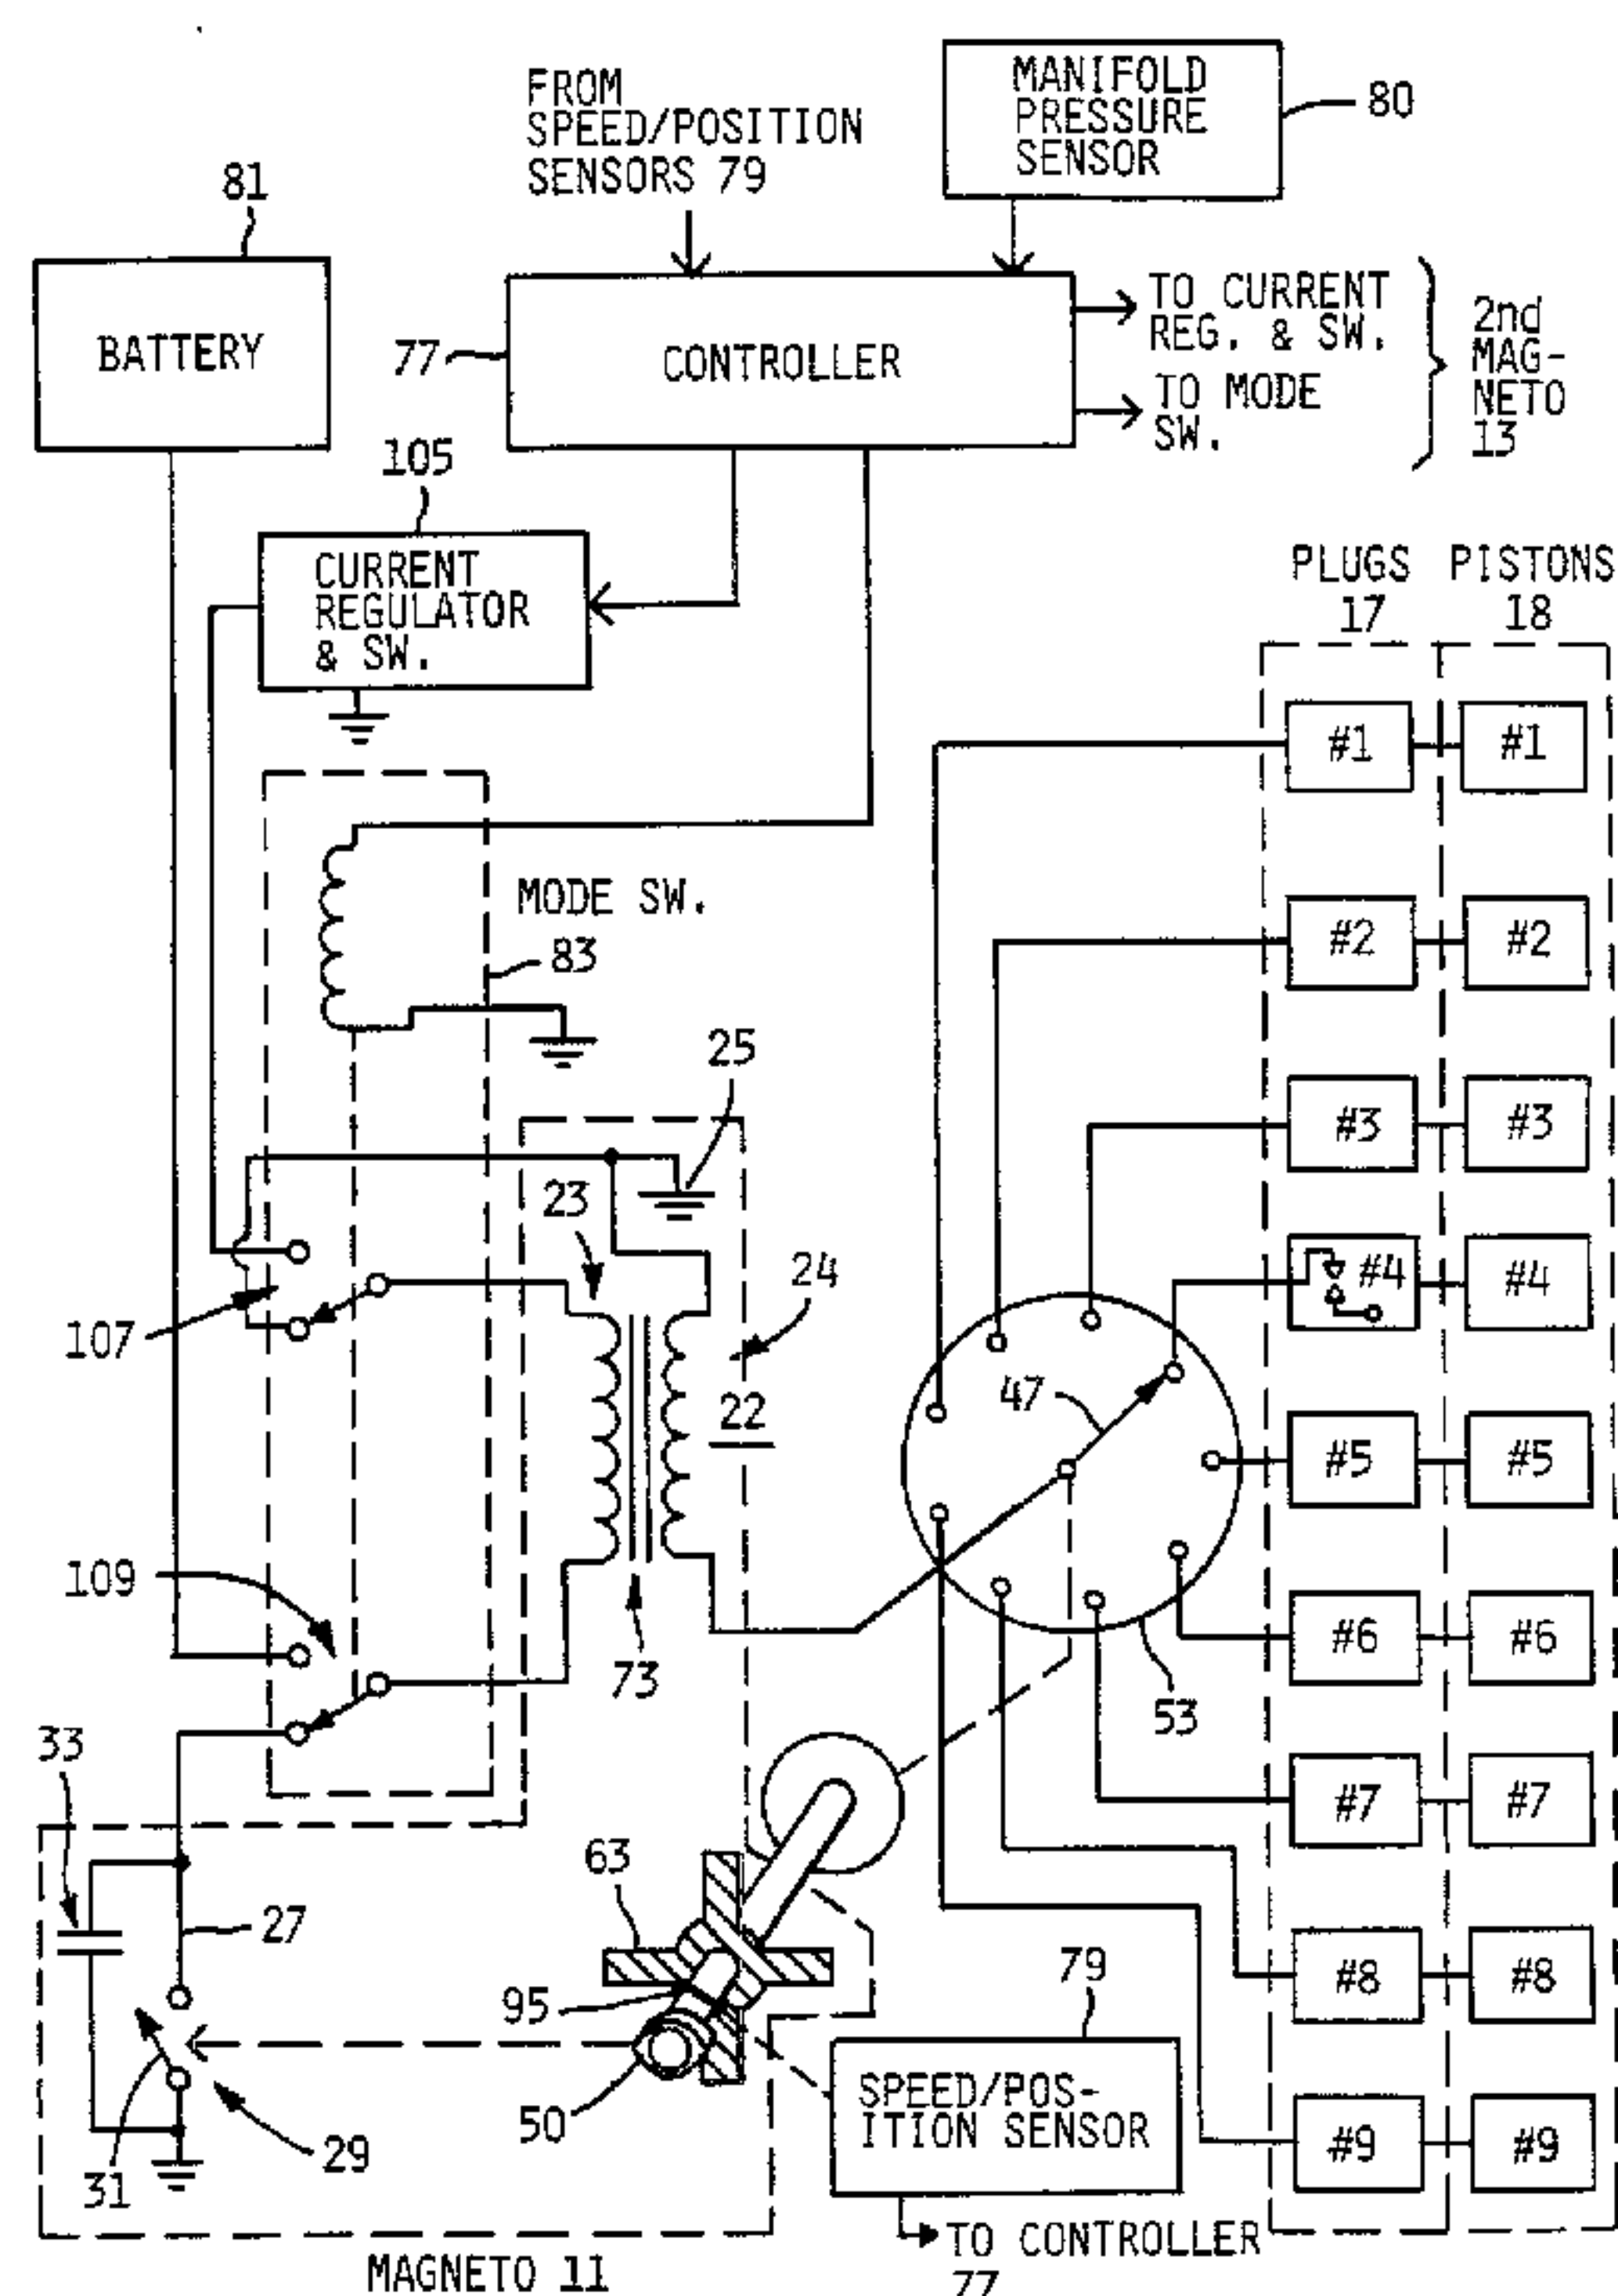 FROM
SPEED/POSITION
SENSORS 79
MANIFOLD
PRESSURE
SENSOR
80
81
BATTERY
77
CONTROLLER
TO CURRENT
REG. & SW.
TO MODE
SW.
2nd
MAG-
NETO
13
105
CURRENT
REGULATOR
& SW.
PLUGS
17
PISTONS
18
#1
#1
MODE SW.
83
#2
#2
25
#3
#3
23
24
#4
#4
107
22
47
#5
#5
109
73
#6
#6
53
33
#7
#7
63
27
#8
#8
95
79
50
SPEED/POS-
ITION SENSOR
#9
#9
31
29
TO CONTROLLER
77
MAGNETO 11